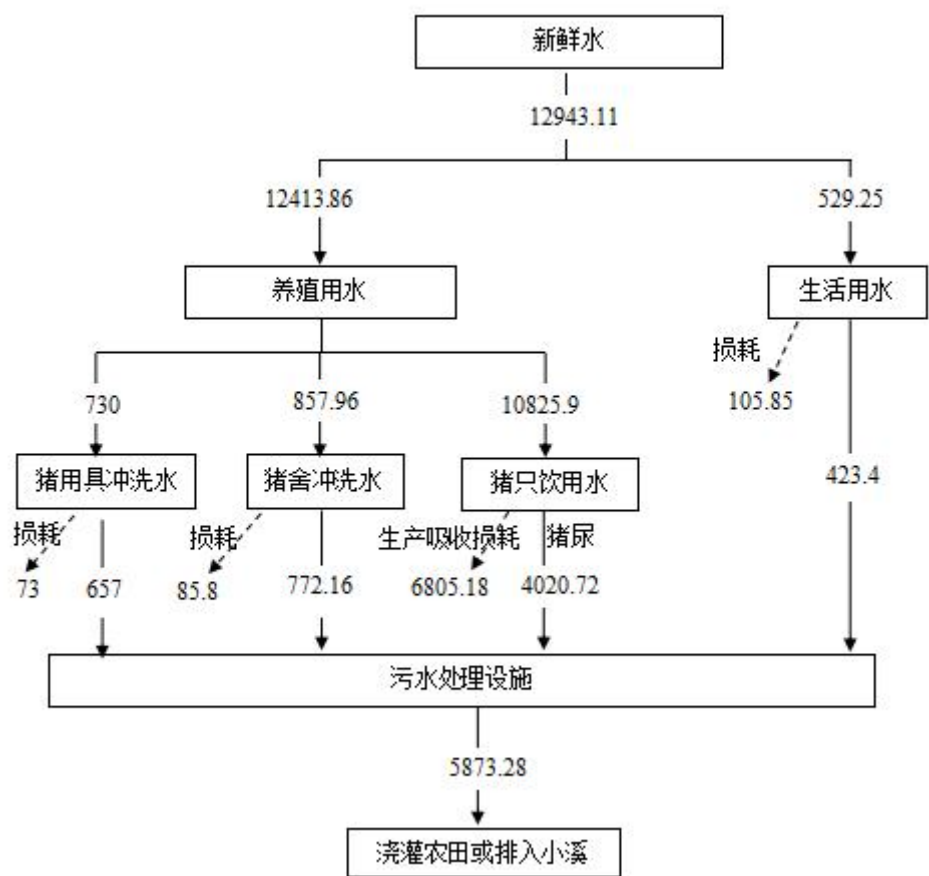 新鲜水
12943.11
12413.86
529.25
养殖用水
生活用水
损耗
105.85
730
857.96
10825.9
猪用具冲洗水
猪舍冲洗水
猪只饮用水
423.4
损耗
损耗
生产吸收损耗
猪尿
73
657
85.8
772.16
6805.18
4020.72
污水处理设施
5873.28
浇灌农田或排入小溪